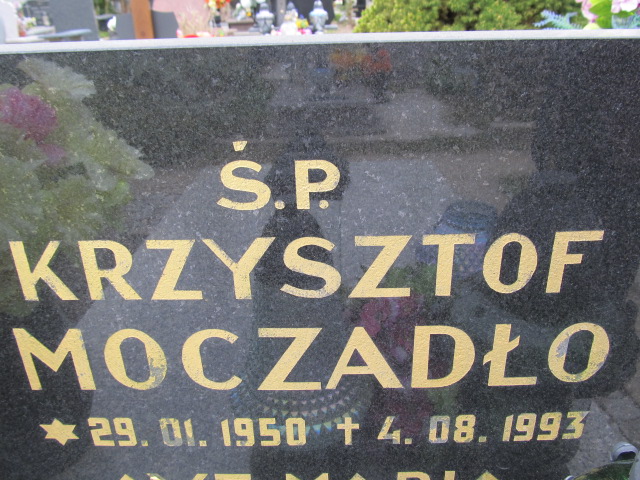 Ś.P.
KRZYSZTOF
MOCZADŁO
29. 01. 1950 ✝ 4. 08. 1993